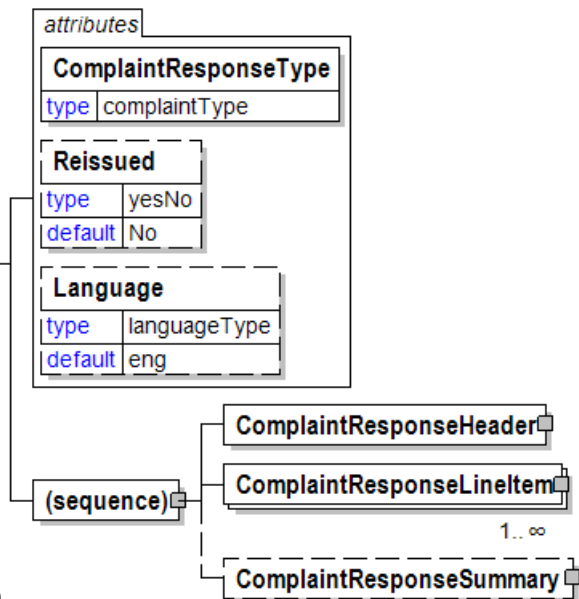 attributes
ComplaintResponseType
type complaintType
Reissued
type yesNo
default No
Language
type languageType
default eng
ComplaintResponseHeader
(sequence)
ComplaintResponseLineItem
1.. ∞
ComplaintResponseSummary